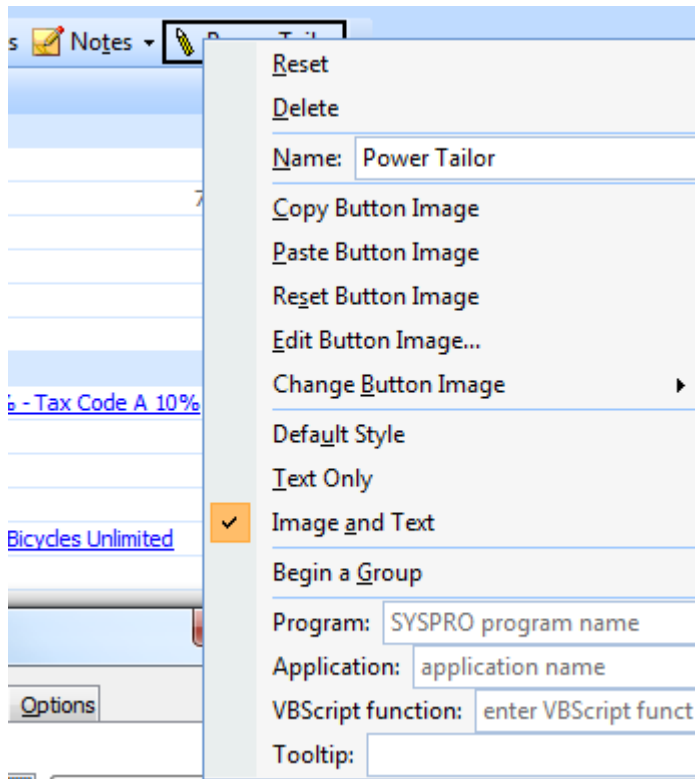 s Notes
Reset
Delete
Name: Power Tailor
7
Copy Button Image
Paste Button Image
Reset Button Image
Edit Button Image...
Change Button Image
% - Tax Code A 10%
Default Style
Text Only
Image and Text
Bicycles Unlimited
Begin a Group
Program: SYSPRO program name
Application: application name
Options
VBScript function: enter VBScript funct
Tooltip: